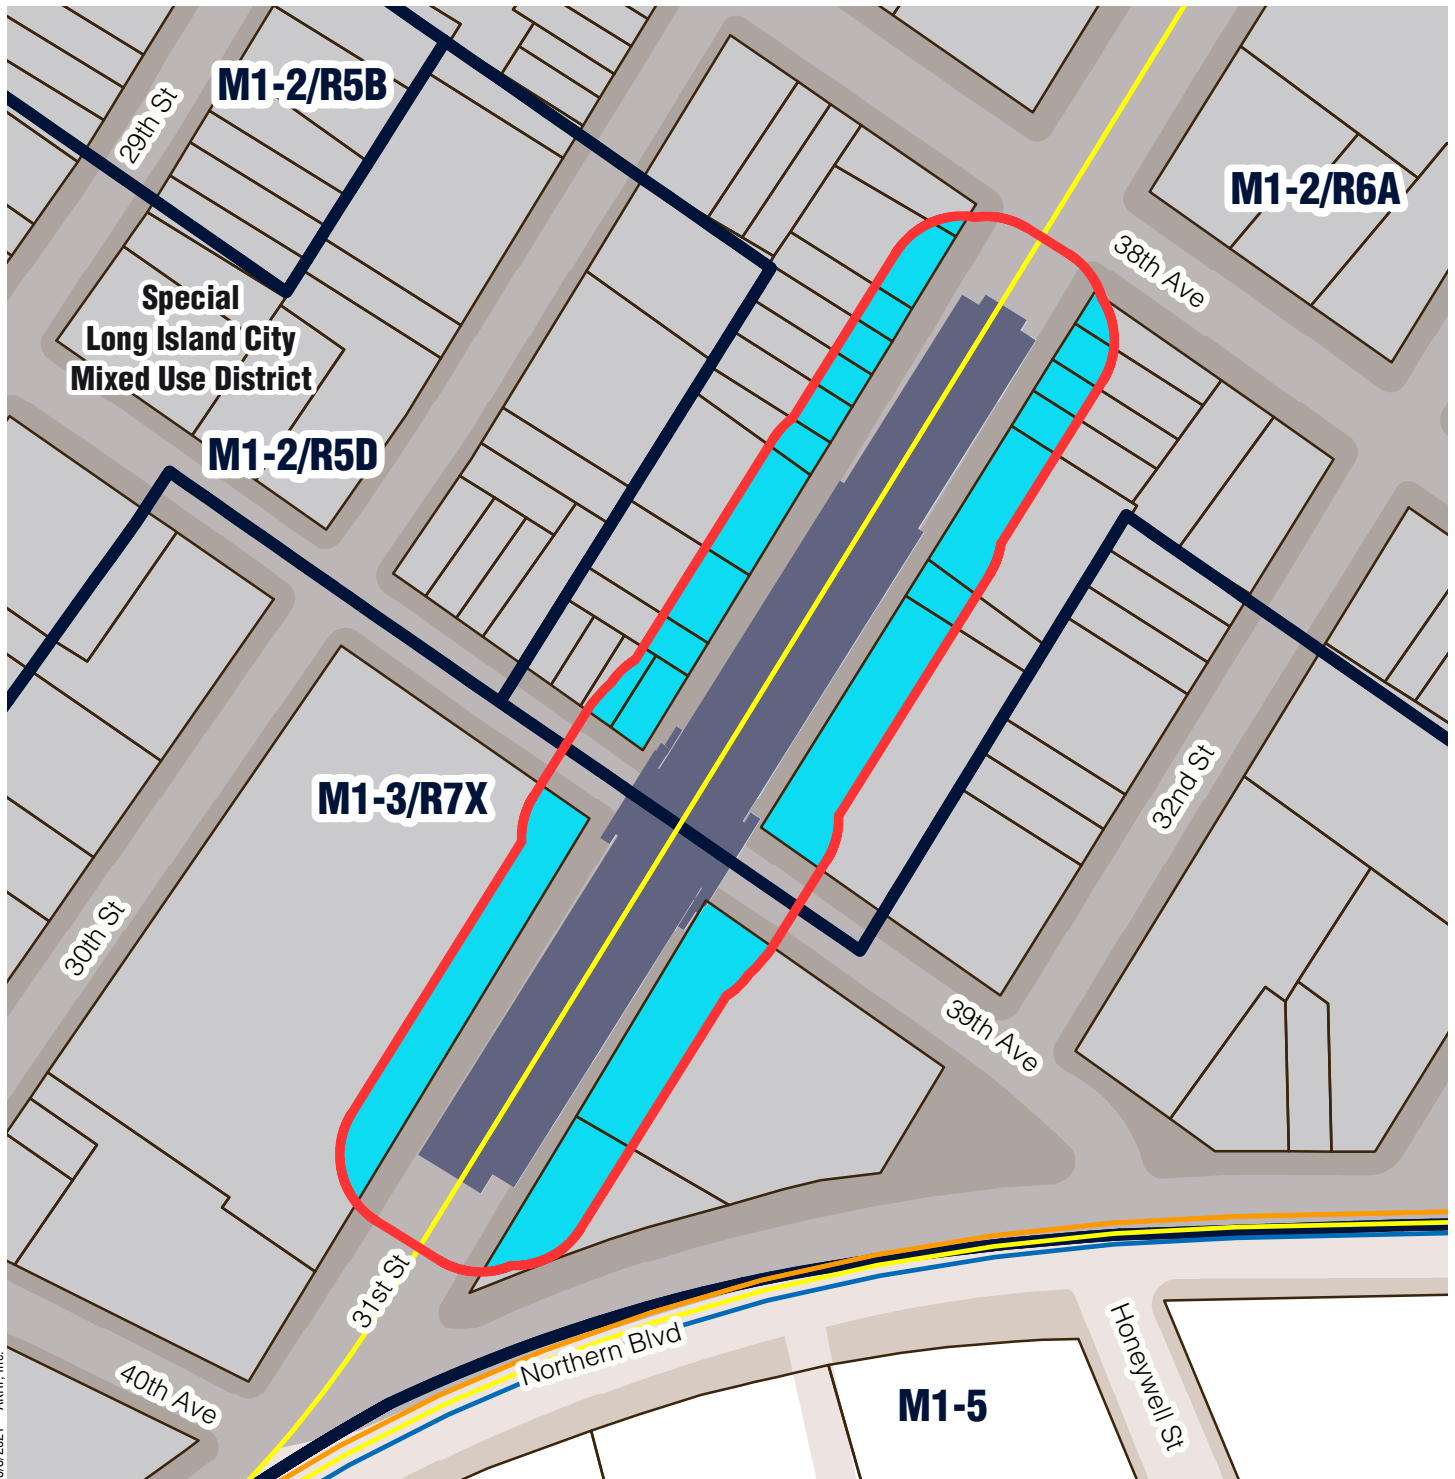 M1-2/R5B
29th St
M1-2/R6A
38th Ave
Special
Long Island City
Mixed Use District
M1-2/R5D
32nd St
M1-3/R7X
30th St
39th Ave
31st St
Northern Blvd
Honeywell St
40th Ave
M1-5